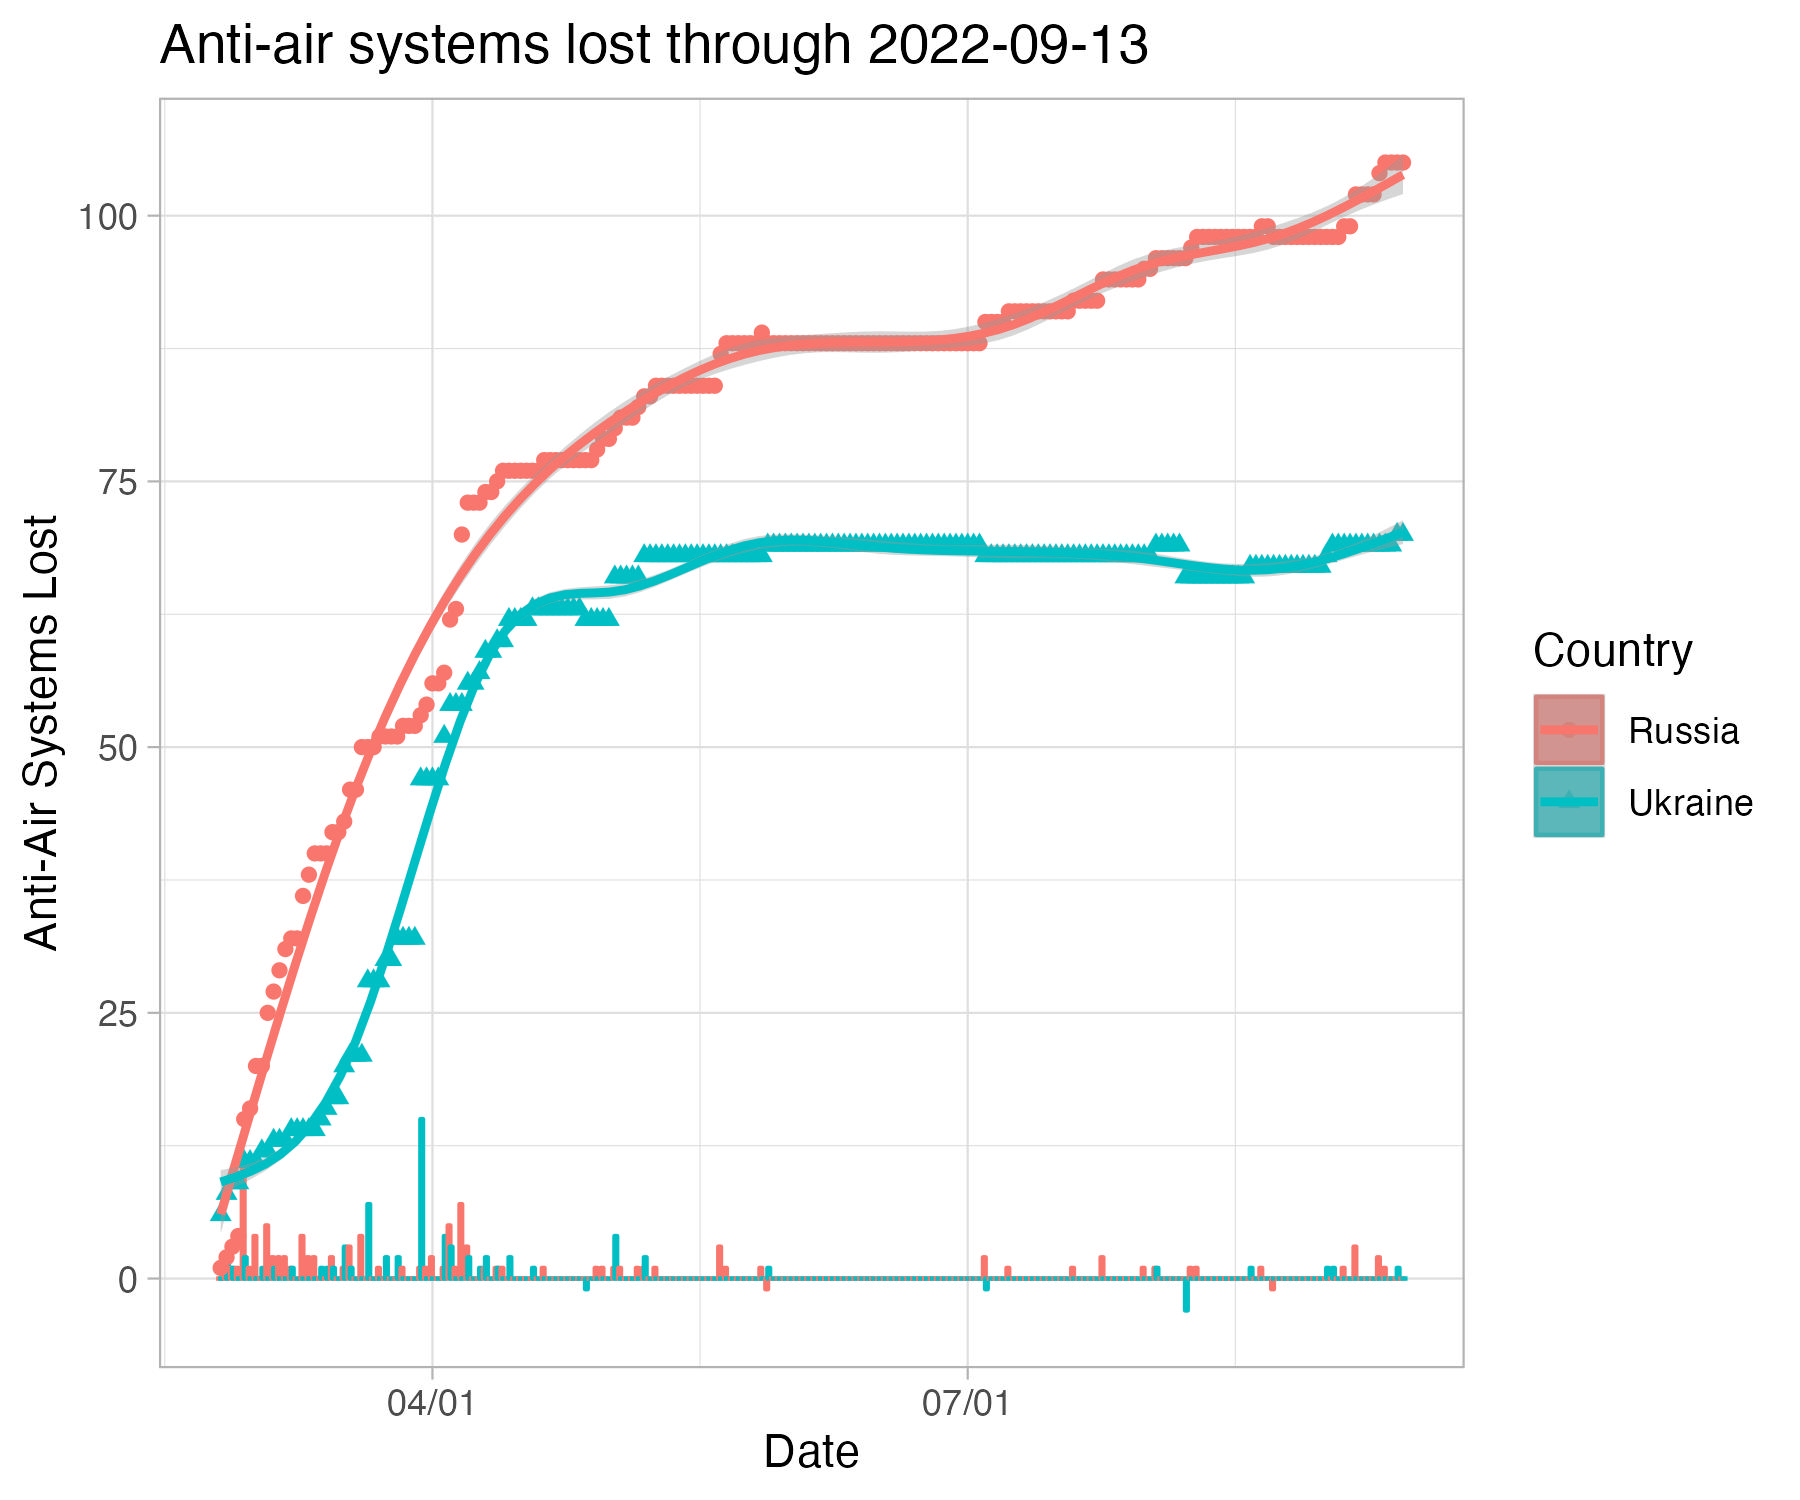 Anti-air systems lost through 2022-09-13
Anti-Air Systems Lost
100
75
50
25
0
04/01
07/01
Date
Country
Russia
Ukraine